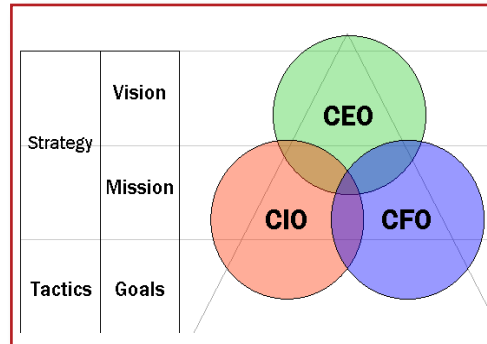 Vision
CEO
Strategy
Mission
CIO
CFO
Tactics
Goals